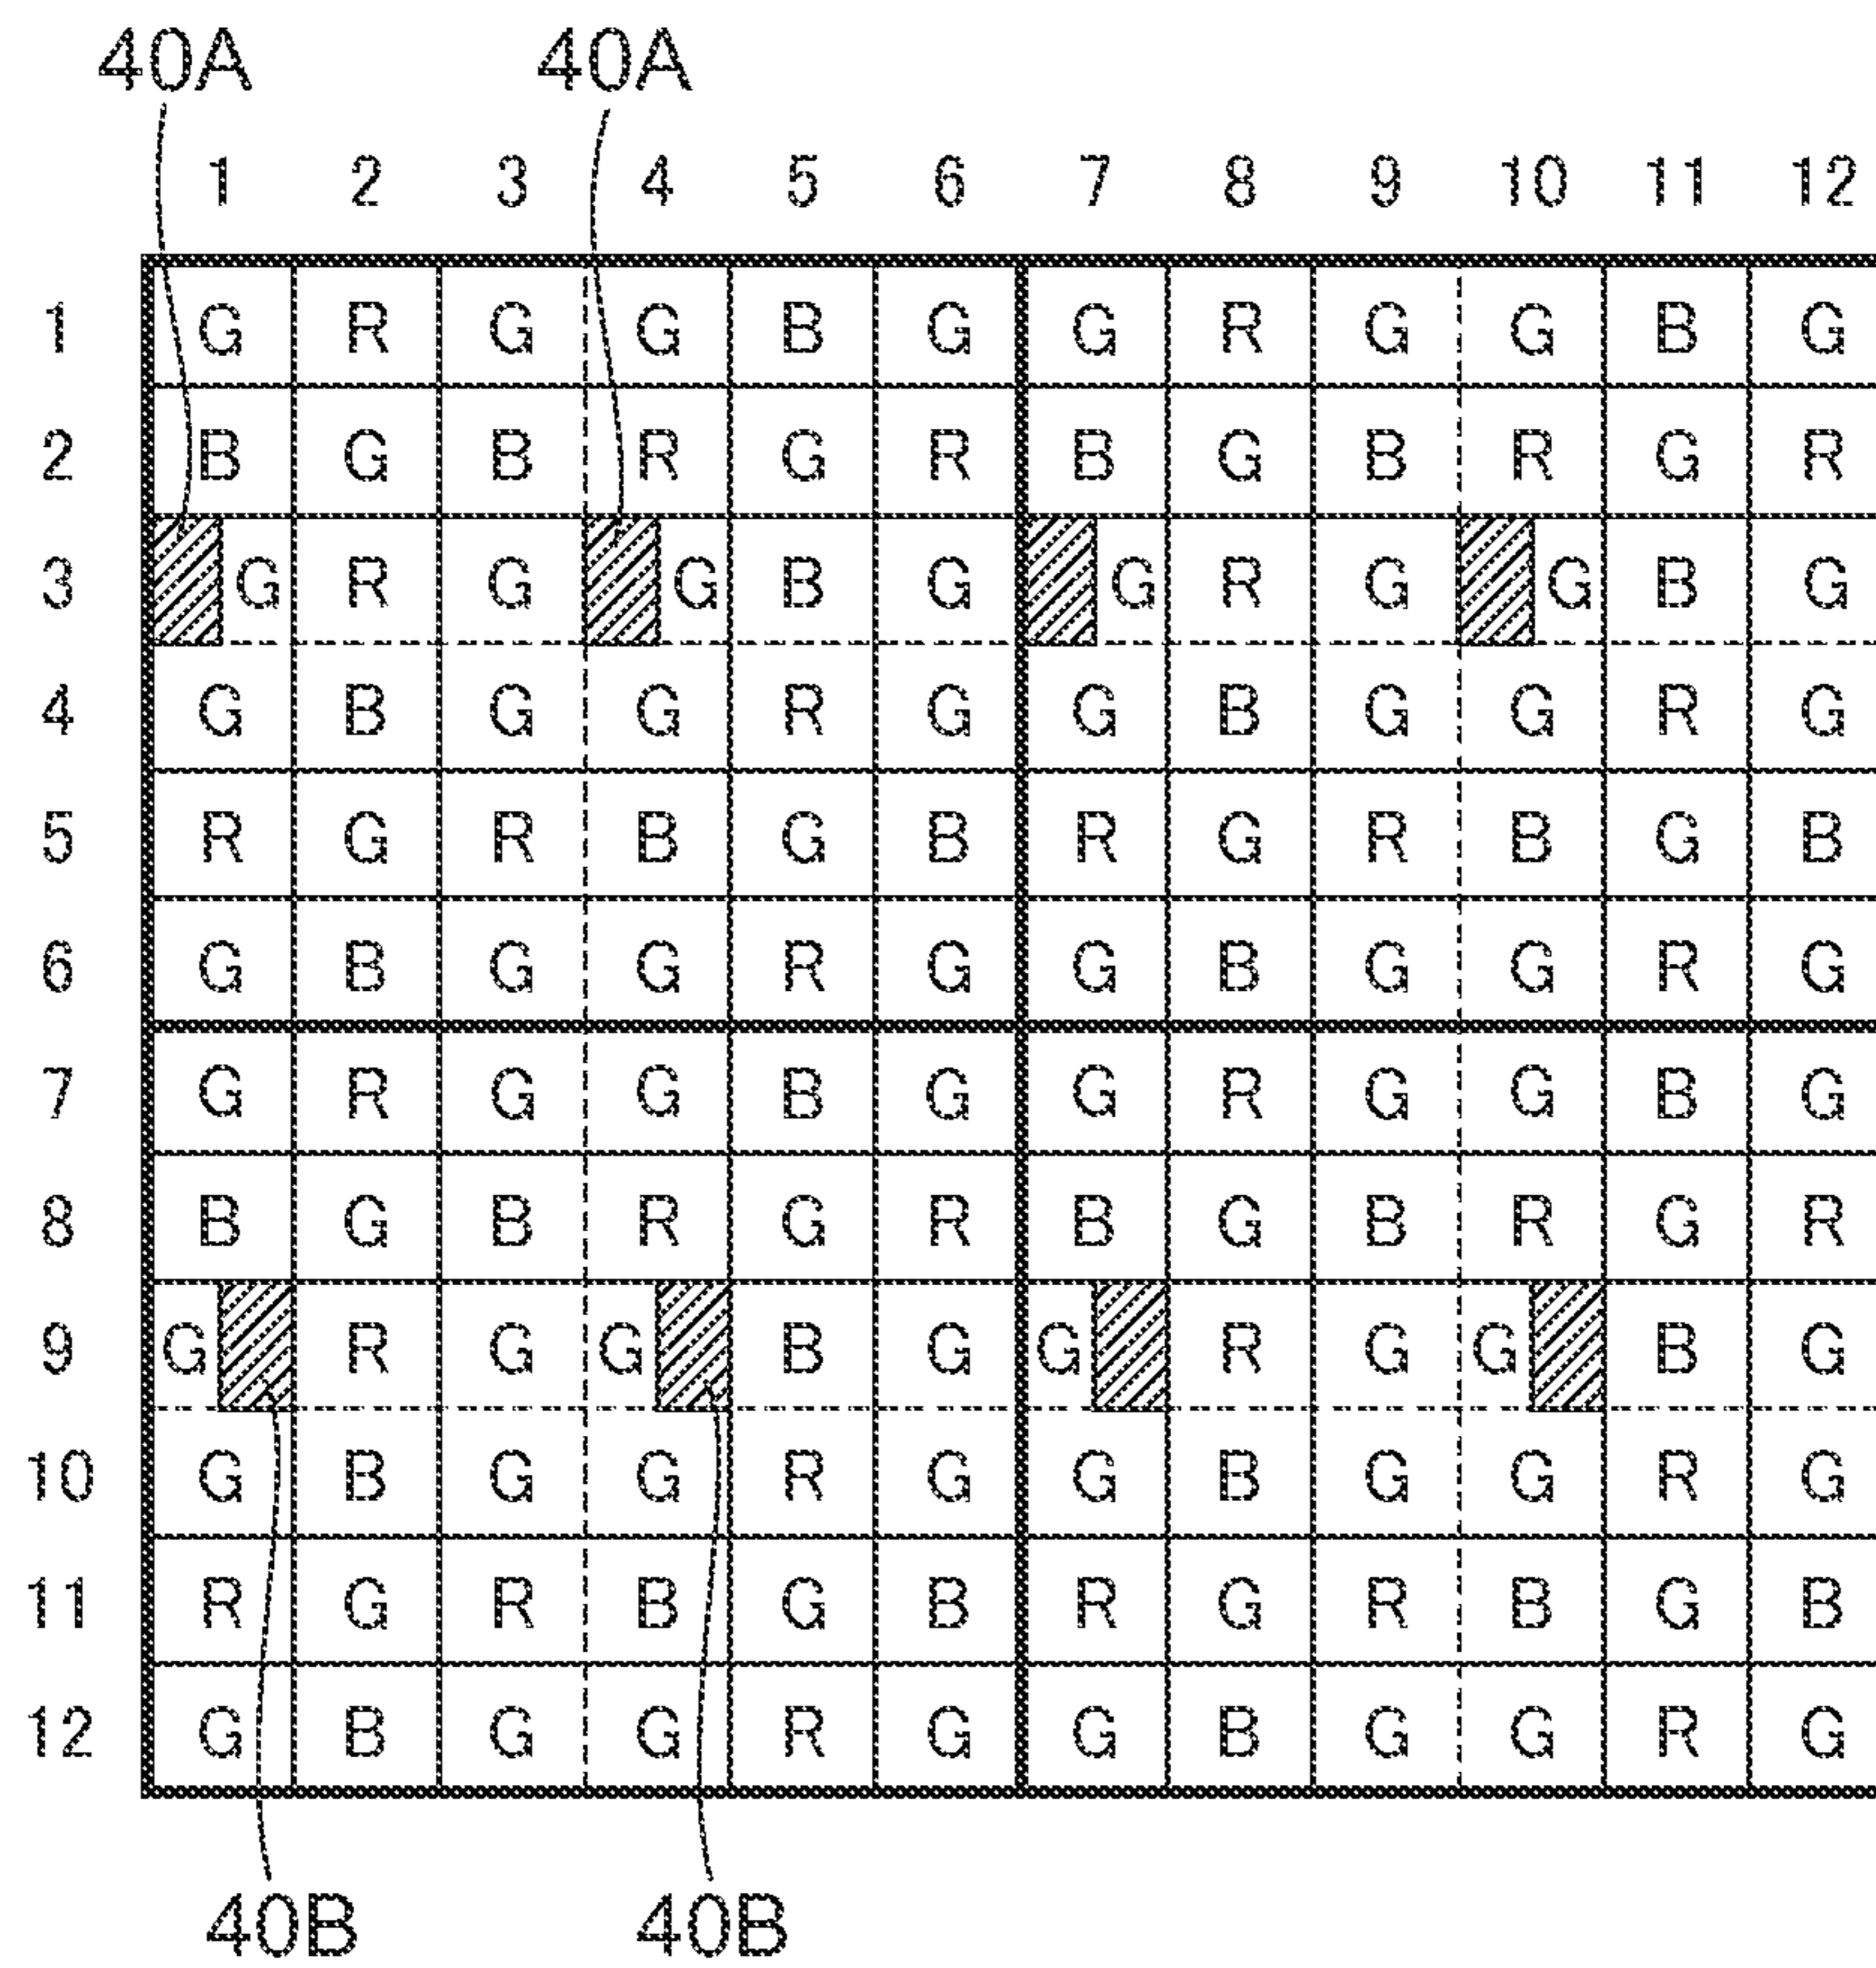 40A 40A
1 2 3 4 5 6 7 8 9 10 11 12
1 G R G G B G G R G G B G
2 B G B R G R B G B R G R
3 G R G G B G G R G G B G
4 G B G G R G G B G G R G
5 R G R B G B R G R B G B
6 G B G G R G G B G G R G
7 G R G G B G G R G G B G
8 B G B R G R B G B R G R
9 G R G G B G G R G G B G
10 G B G G R G G B G G R G
11 R G R B G B R G R B G B
12 G B G G R G G B G G R G
40B 40B